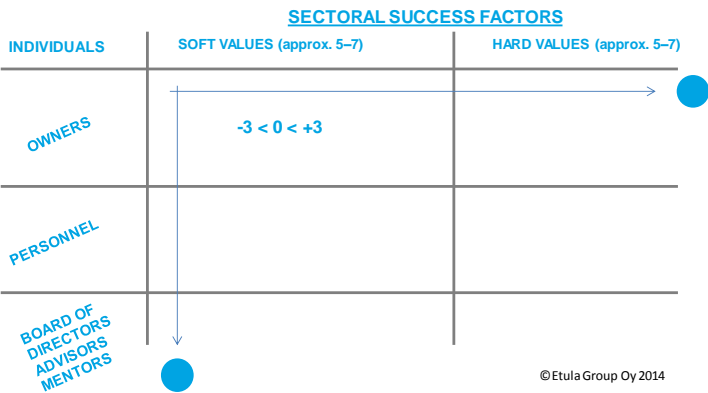 SECTORAL SUCCESS FACTORS
INDIVIDUALS
SOFT VALUES (approx. 5–7)
HARD VALUES (approx. 5–7)
OWNERS
-3 < 0 < +3
PERSONNEL
BOARD OF
DIRECTORS
ADVISORS
MENTORS
©Etula Group Oy 2014